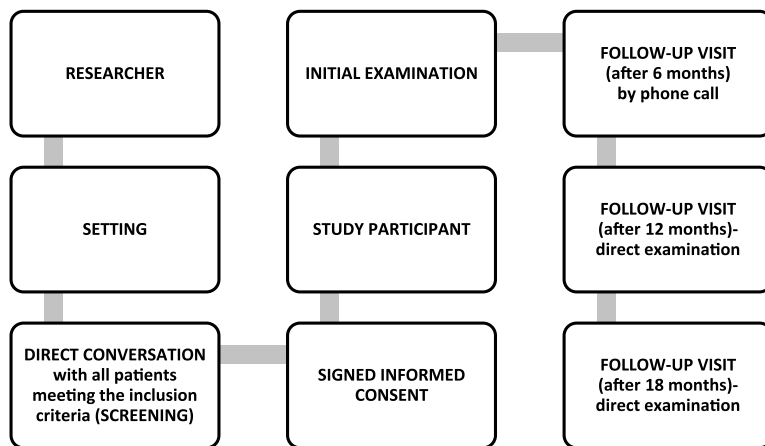 RESEARCHER
SETTING
DIRECT CONVERSATION
with all patients
meeting the inclusion
criteria (SCREENING)
SIGNED INFORMED
CONSENT
STUDY PARTICIPANT
INITIAL EXAMINATION
FOLLOW-UP VISIT
(after 6 months)
by phone call
FOLLOW-UP VISIT
(after 12 months)-
direct examination
FOLLOW-UP VISIT
(after 18 months)-
direct examination